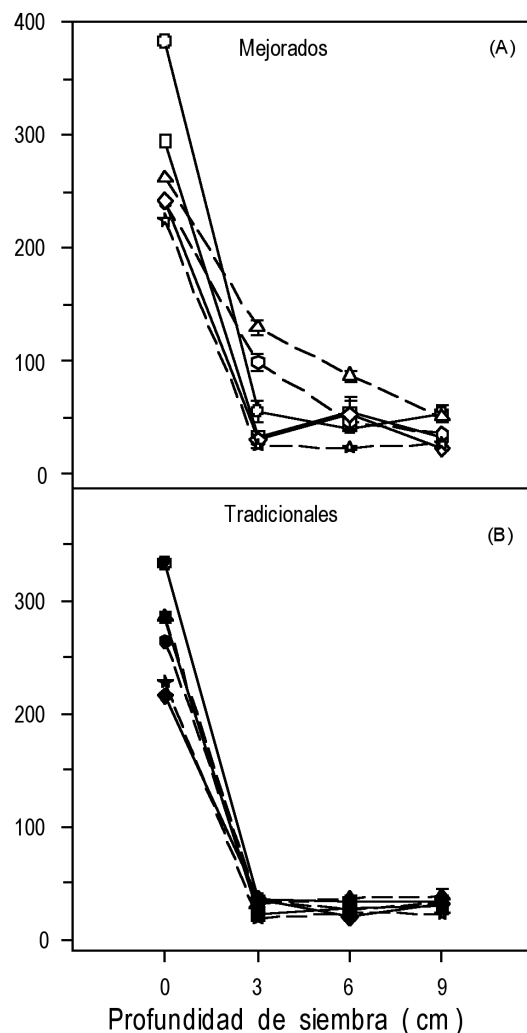 400
Mejorados
(A)
300
200
100
0
Tradicionales
(B)
300
200
100
0
0 3 6 9
Profundidad de siembra ( cm )